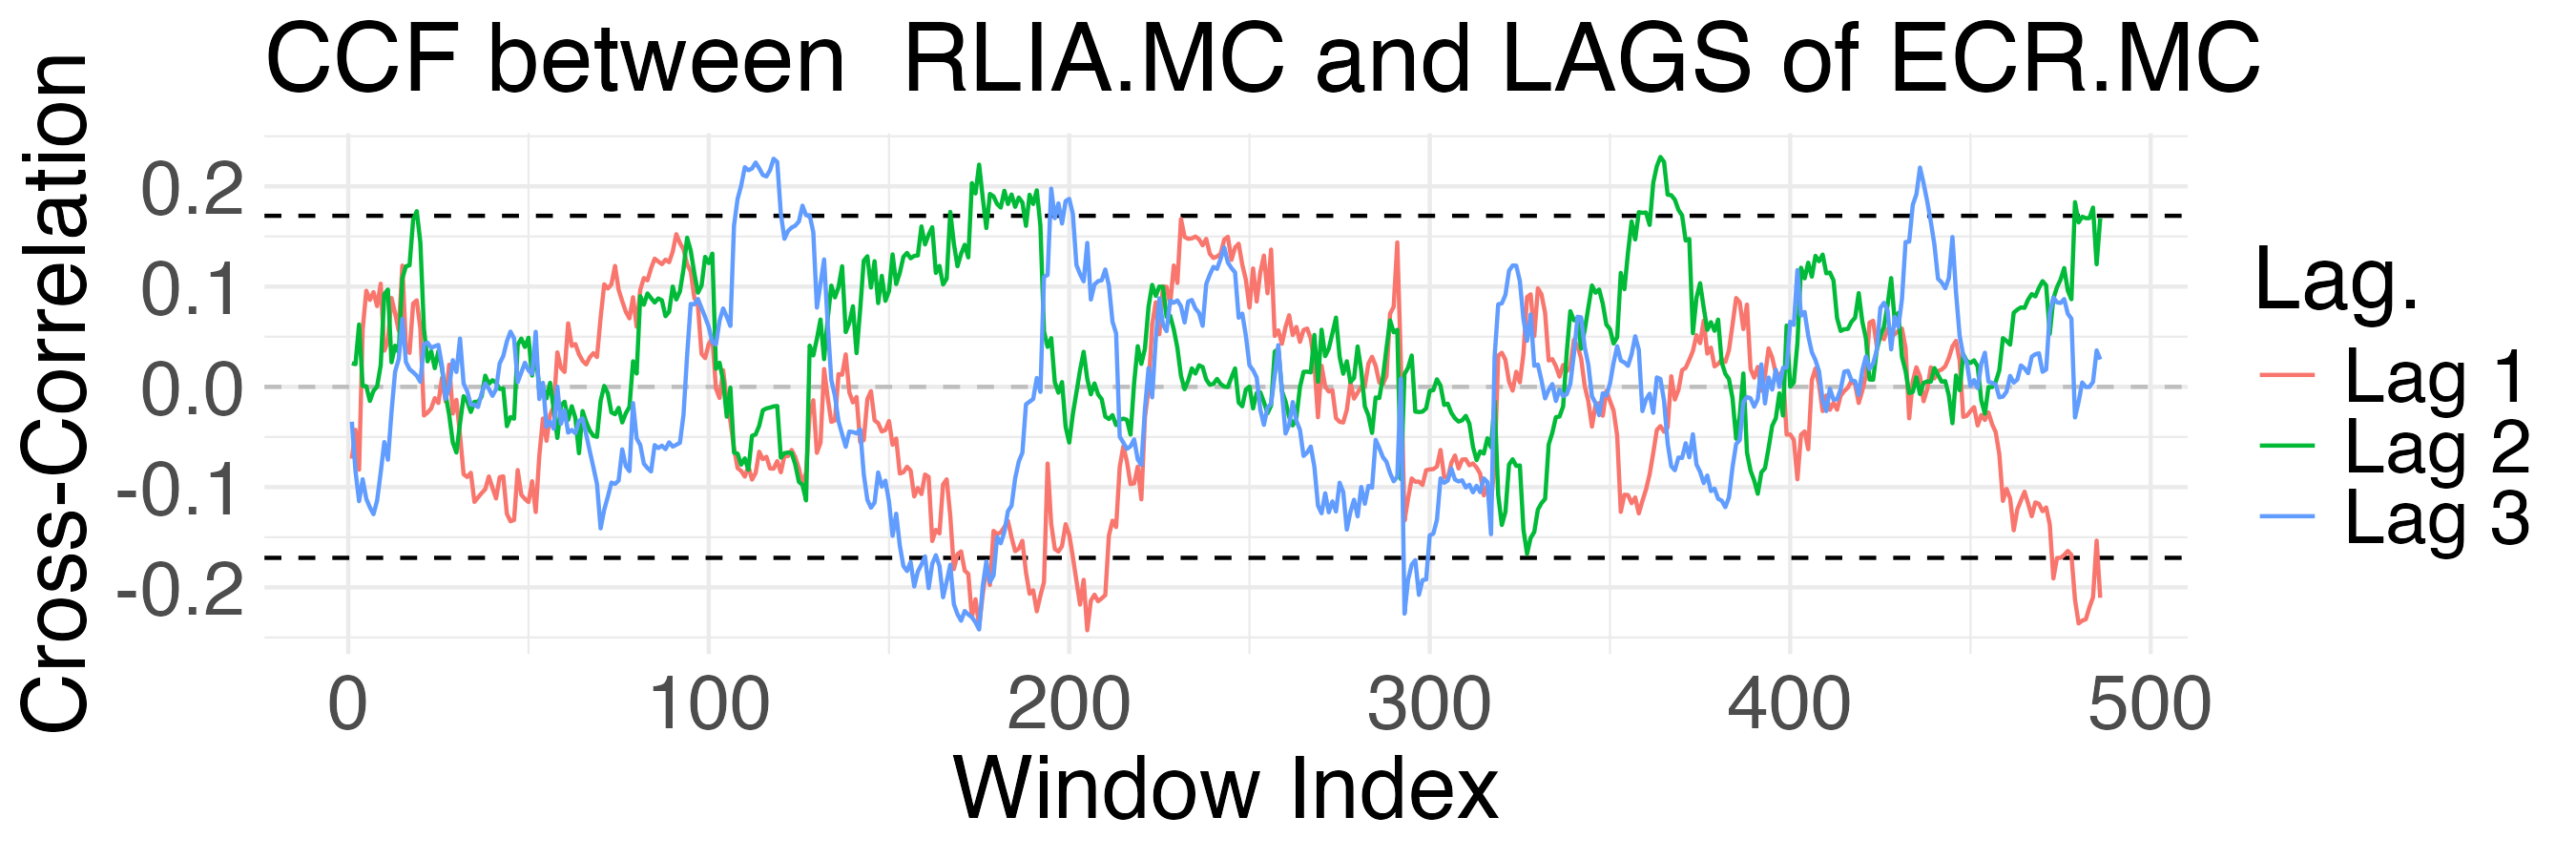 CCF between  RLIA.MC and LAGS of ECR.MC
Cross-Correlation
0.2
0.1
0.0
-0.1
-0.2
0 100 200 300 400 500
Window Index
Lag.
Lag 1
Lag 2
Lag 3